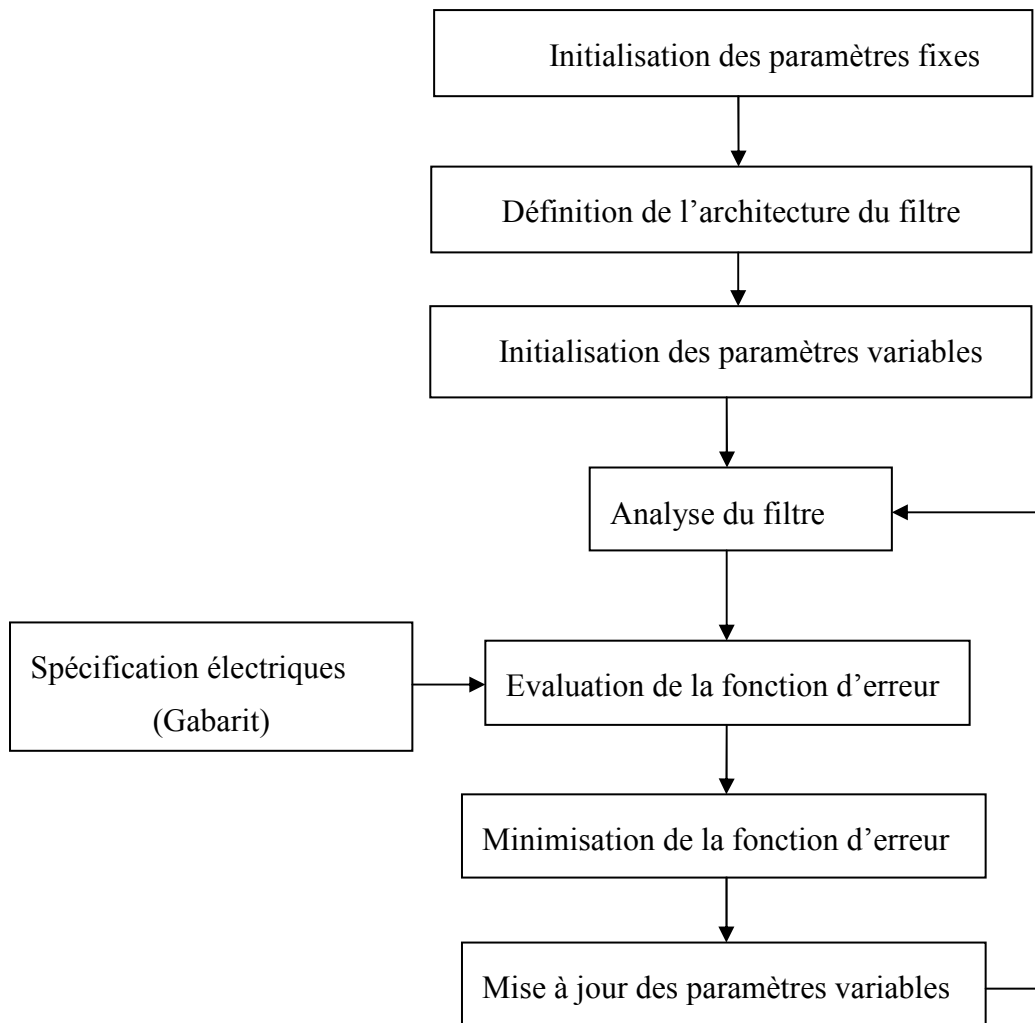 Initialisation des paramètres fixes
Définition de l’architecture du filtre
Initialisation des paramètres variables
Analyse du filtre
Spécification électriques
(Gabarit)
Evaluation de la fonction d’erreur
Minimisation de la fonction d’erreur
Mise à jour des paramètres variables